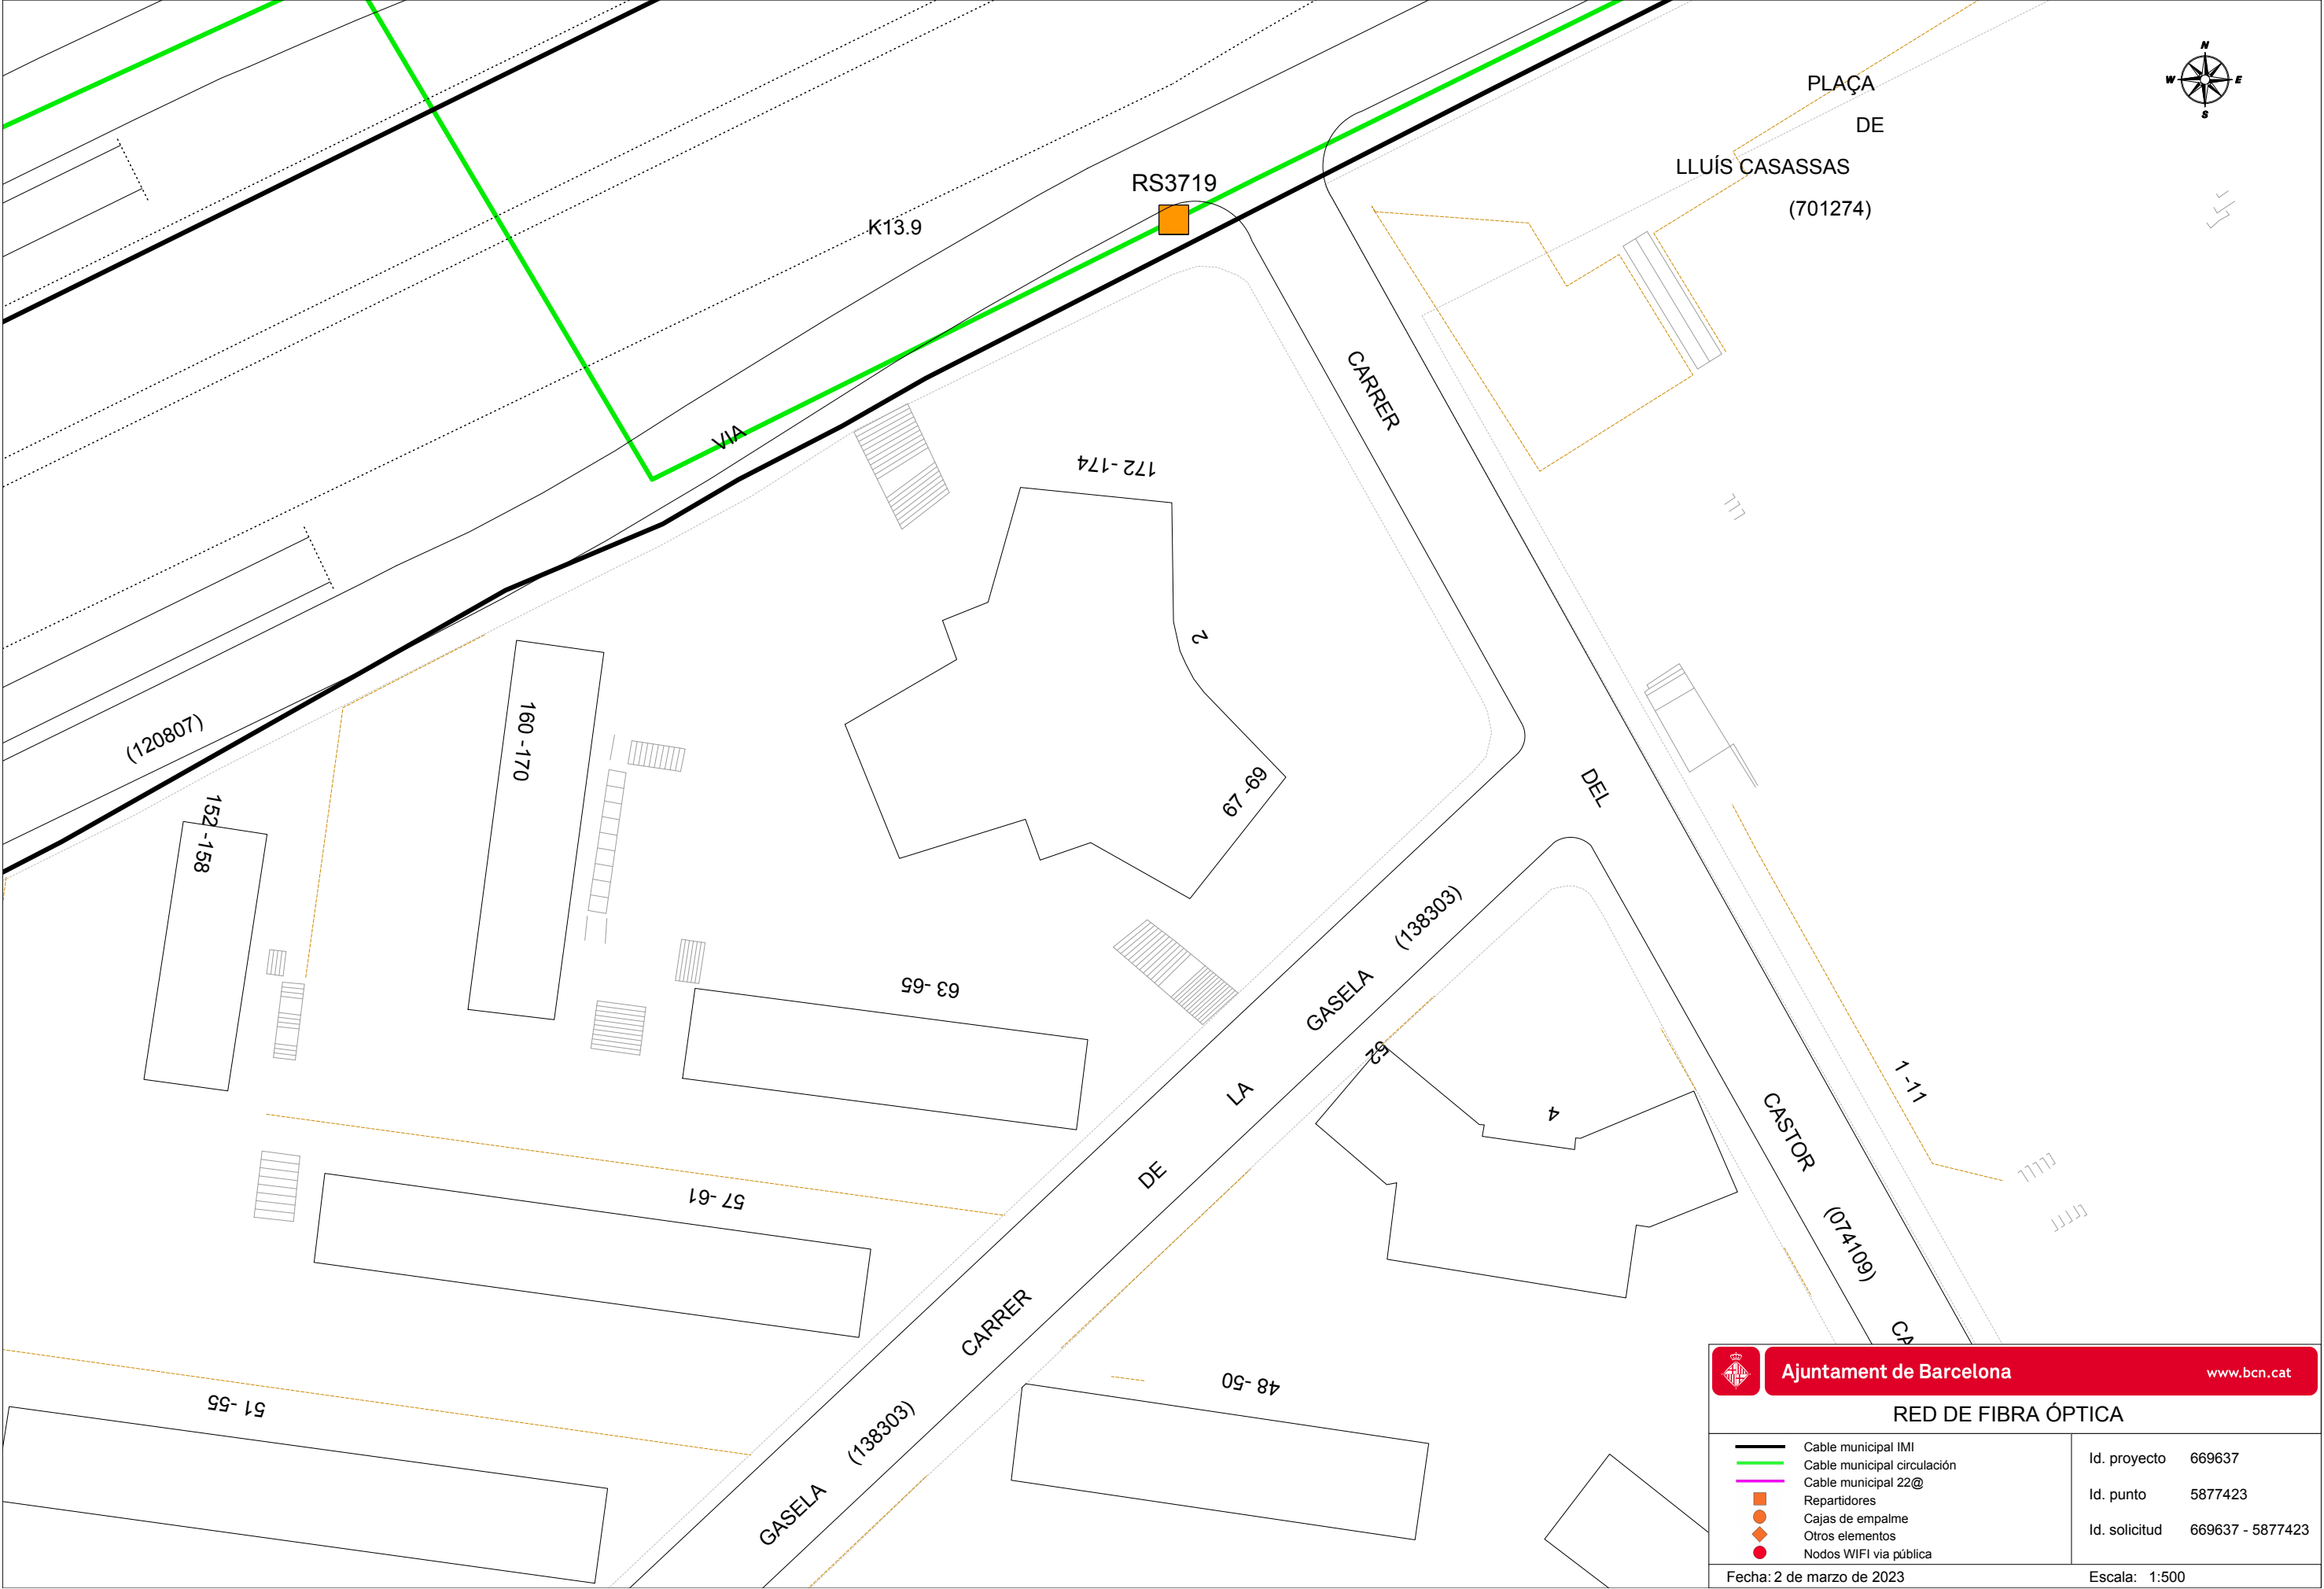 N
W E
S
PLAÇA
DE
LLUÍS CASASSAS
(701274)
RS3719
K13.9
CARRER
VIA
172 -174
2
160 -170
(120807)
67 -69
DEL
152 -158
(138303)
63 -65
GASELA
52
LA
1 -11
4
CASTOR
DE
57 -61
(074109)
CARRER
CA
48 -50
51 -55
(138303)
GASELA
Ajuntament de Barcelona www.bcn.cat
RED DE FIBRA ÓPTICA
Cable municipal IMI
Cable municipal circulación
Cable municipal 22@
Repartidores
Cajas de empalme
Otros elementos
Nodos WIFI via pública
Id. proyecto 669637
Id. punto 5877423
Id. solicitud 669637 - 5877423
Fecha: 2 de marzo de 2023 Escala: 1:500